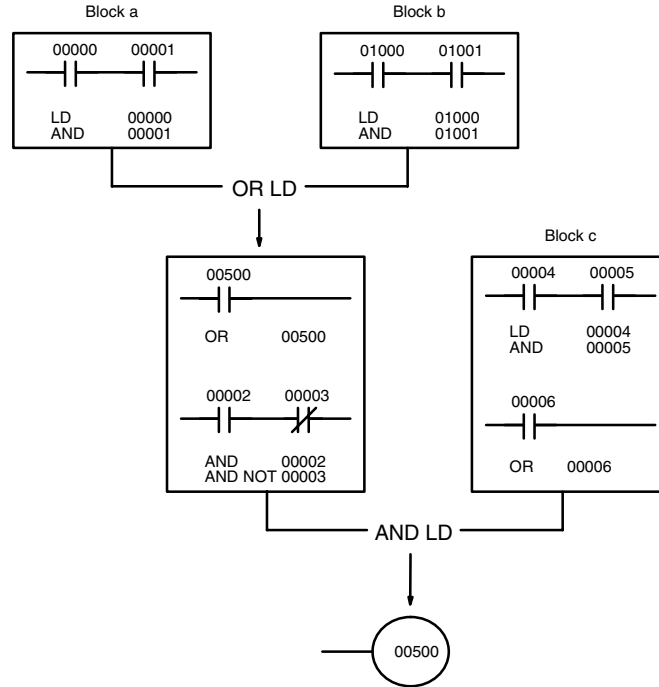 Block a
Block b
00000 00001
01000 01001
LD 00000
AND 00001
LD 01000
AND 01001
OR LD
Block c
00500
OR 00500
00002 00003
AND 00002
AND NOT 00003
00004 00005
LD 00004
AND 00005
00006
OR 00006
AND LD
00500